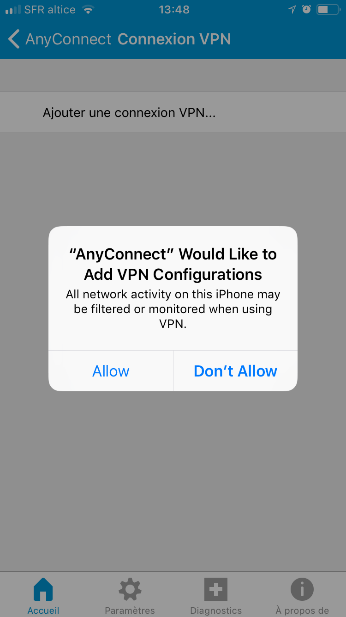 SFR altice 13:48
AnyConnect Connexion VPN
Ajouter une connexion VPN...
“AnyConnect” Would Like to
Add VPN Configurations
All network activity on this iPhone may
be filtered or monitored when using
VPN.
Allow Don’t Allow
Accueil Paramètres Diagnostics À propos de